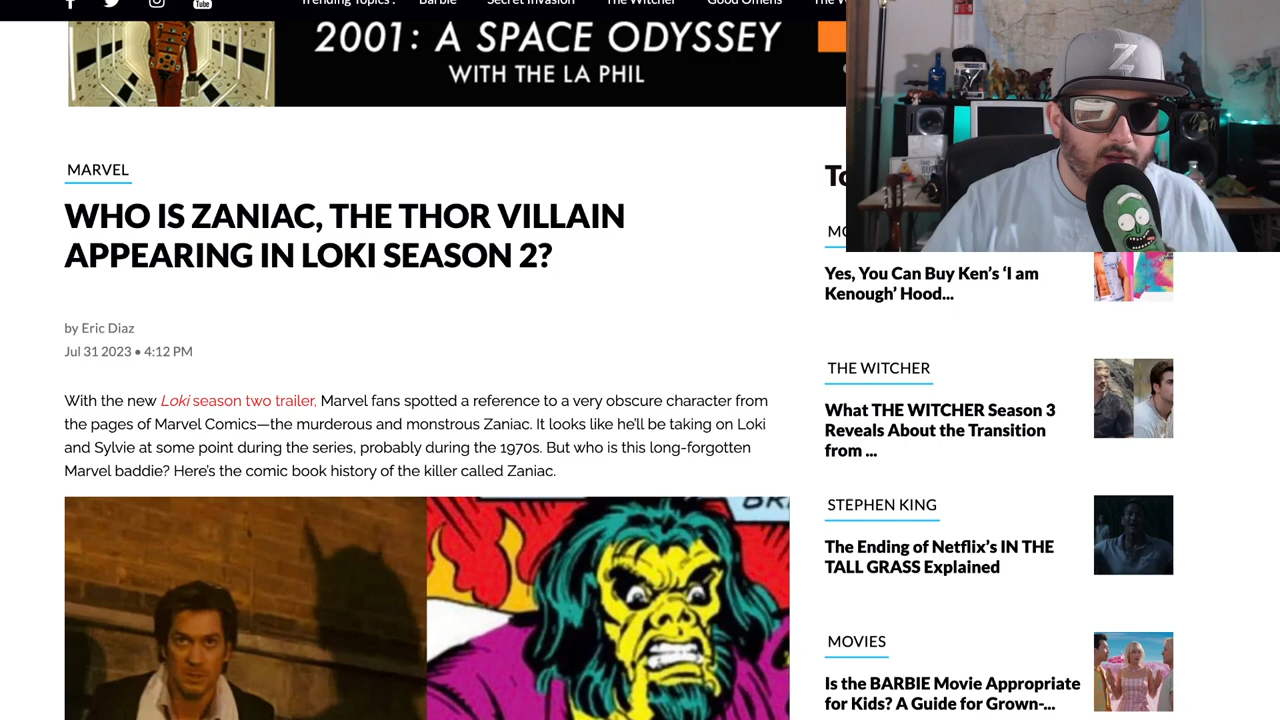 Trending Topics : Barbie Secret Invasion The Witcher Good Omens The W
You
Tube
2001: A SPACE ODYSSEY
WITH THE LA PHIL
MARVEL
WHO IS ZANIAC, THE THOR VILLAIN
APPEARING IN LOKI SEASON 2?
by Eric Diaz
Jul 31 2023 • 4:12 PM
With the new Loki season two trailer, Marvel fans spotted a reference to a very obscure character from
the pages of Marvel Comics—the murderous and monstrous Zaniac. It looks like he’ll be taking on Loki
and Sylvie at some point during the series, probably during the 1970s. But who is this long-forgotten
Marvel baddie? Here’s the comic book history of the killer called Zaniac.
BR
Z
To
MO
Yes, You Can Buy Ken’s ‘I am
Kenough’ Hood...
THE WITCHER
What THE WITCHER Season 3
Reveals About the Transition
from ...
STEPHEN KING
The Ending of Netflix’s IN THE
TALL GRASS Explained
MOVIES
Is the BARBIE Movie Appropriate
for Kids? A Guide for Grown-...